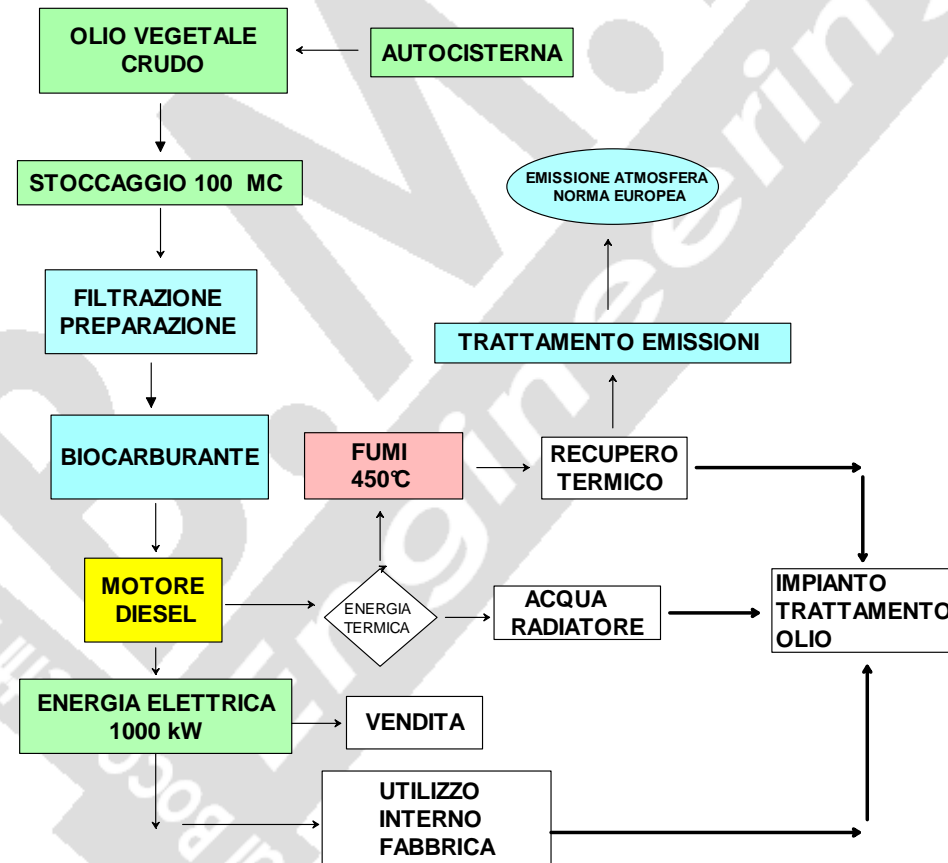 OLIO VEGETALE
CRUDO
AUTOCISTERNA
STOCCAGGIO 100 MC
EMISSIONE ATMOSFERA
NORMA EUROPEA
FILTRAZIONE
PREPARAZIONE
TRATTAMENTO EMISSIONI
BIOCARBURANTE
FUMI
450°C
RECUPERO
TERMICO
MOTORE
DIESEL
ENERGIA
TERMICA
ACQUA
RADIATORE
IMPIANTO
TRATTAMENTO
OLIO
ENERGIA ELETTRICA
1000 kW
VENDITA
UTILIZZO
INTERNO
FABBRICA
Engineering